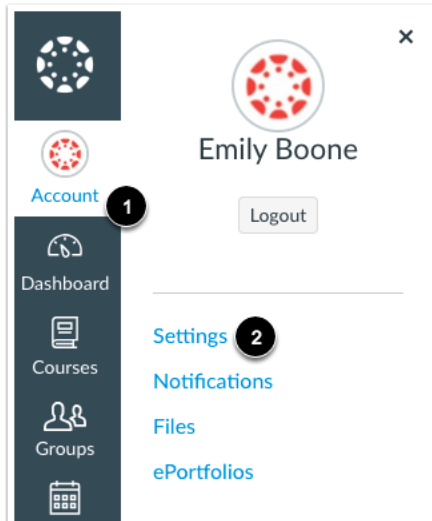 Account
1
Dashboard
Courses
Groups
×
Emily Boone
Logout
Settings 2
Notifications
Files
ePortfolios